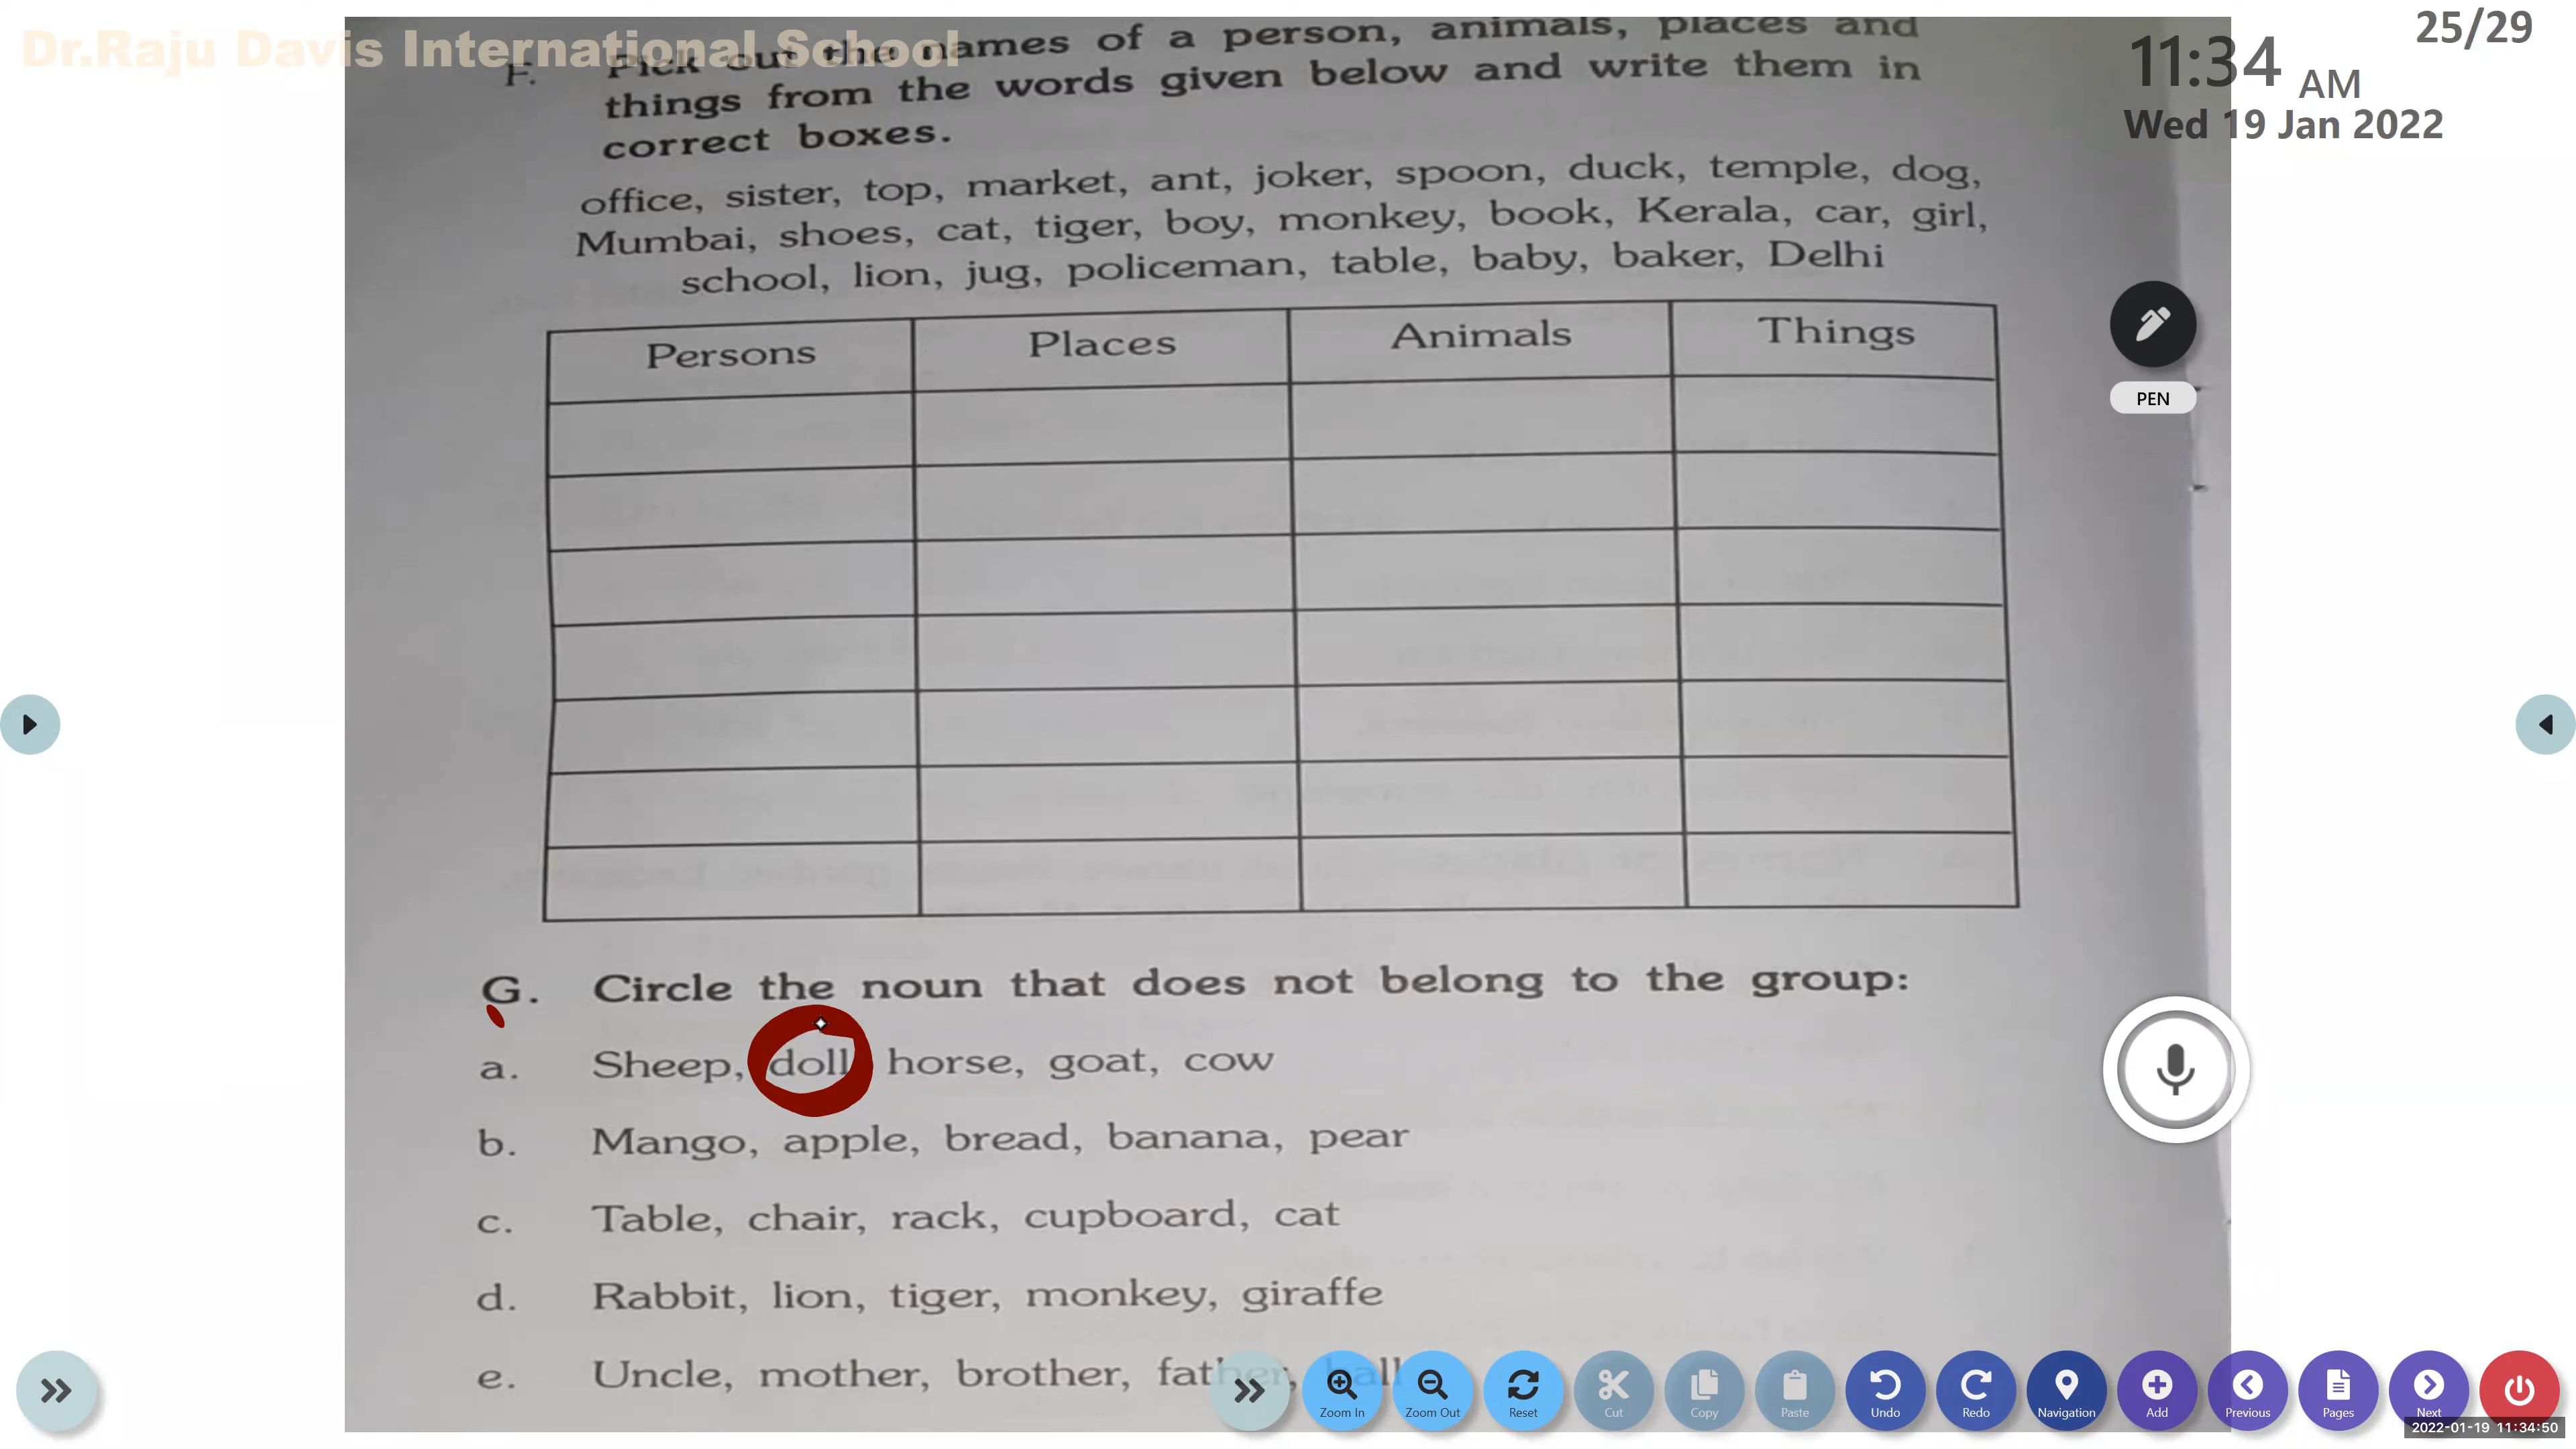 Dr.Raju Davis International School
25/29
11:34 AM
Wed 19 Jan 2022
F. Pick out the names of a person, animals, places and
things from the words given below and write them in
correct boxes.
office, sister, top, market, ant, joker, spoon, duck, temple, dog,
Mumbai, shoes, cat, tiger, boy, monkey, book, Kerala, car, girl,
school, lion, jug, policeman, table, baby, baker, Delhi
Persons Places Animals Things
PEN
G. Circle the noun that does not belong to the group:
a. Sheep, doll, horse, goat, cow
b. Mango, apple, bread, banana, pear
c. Table, chair, rack, cupboard, cat
d. Rabbit, lion, tiger, monkey, giraffe
e. Uncle, mother, brother, father, ball
Zoom In Zoom Out Reset Cut Copy Paste Undo Redo Navigation Add Previous Pages Next
2022-01-19 11:34:50